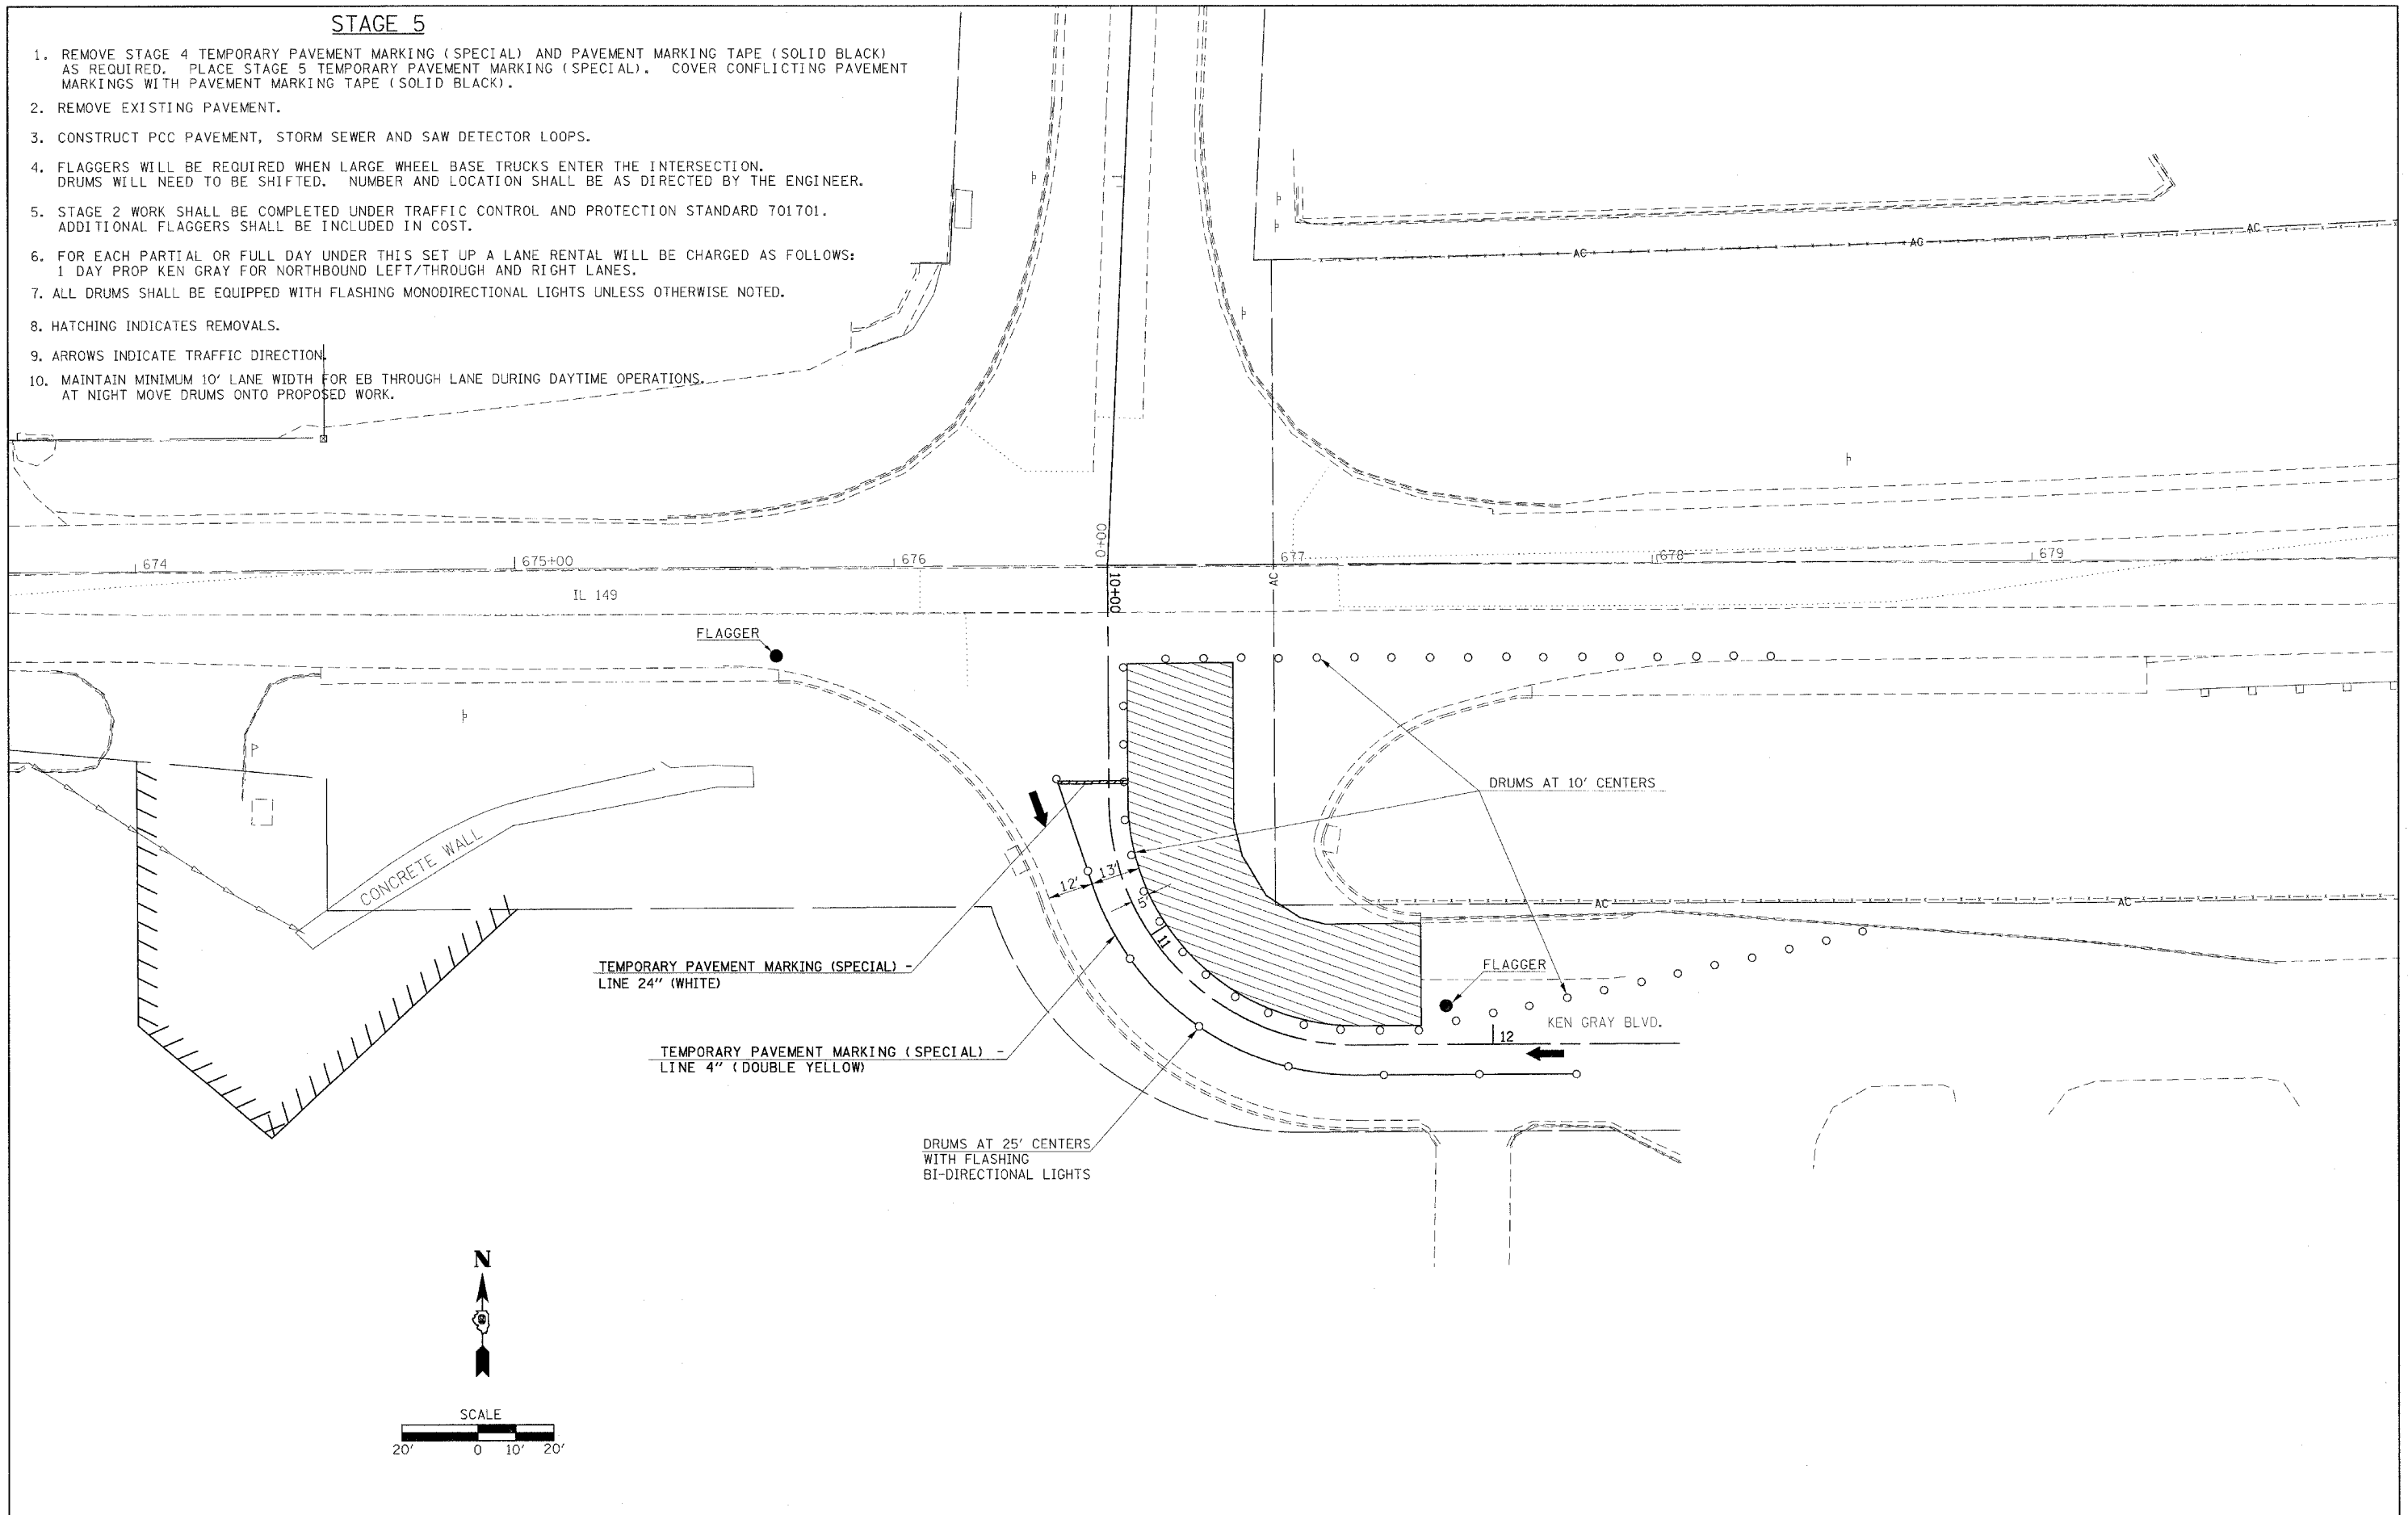 STAGE 5
1. REMOVE STAGE 4 TEMPORARY PAVEMENT MARKING (SPECIAL) AND PAVEMENT MARKING TAPE (SOLID BLACK)
AS REQUIRED. PLACE STAGE 5 TEMPORARY PAVEMENT MARKING (SPECIAL). COVER CONFLICTING PAVEMENT
MARKINGS WITH PAVEMENT MARKING TAPE (SOLID BLACK).
2. REMOVE EXISTING PAVEMENT.
3. CONSTRUCT PCC PAVEMENT, STORM SEWER AND SAW DETECTOR LOOPS.
4. FLAGGERS WILL BE REQUIRED WHEN LARGE WHEEL BASE TRUCKS ENTER THE INTERSECTION.
DRUMS WILL NEED TO BE SHIFTED. NUMBER AND LOCATION SHALL BE AS DIRECTED BY THE ENGINEER.
5. STAGE 2 WORK SHALL BE COMPLETED UNDER TRAFFIC CONTROL AND PROTECTION STANDARD 701701.
ADDITIONAL FLAGGERS SHALL BE INCLUDED IN COST.
6. FOR EACH PARTIAL OR FULL DAY UNDER THIS SET UP A LANE RENTAL WILL BE CHARGED AS FOLLOWS:
1 DAY PROP KEN GRAY FOR NORTHBOUND LEFT/THROUGH AND RIGHT LANES.
7. ALL DRUMS SHALL BE EQUIPPED WITH FLASHING MONODIRECTIONAL LIGHTS UNLESS OTHERWISE NOTED.
8. HATCHING INDICATES REMOVALS.
9. ARROWS INDICATE TRAFFIC DIRECTION.
10. MAINTAIN MINIMUM 10' LANE WIDTH FOR EB THROUGH LANE DURING DAYTIME OPERATIONS.
AT NIGHT MOVE DRUMS ONTO PROPOSED WORK.
AC AC AC
674 675+00 676 0+00 677 678 679
IL 149
10+00
AC
FLAGGER
DRUMS AT 10' CENTERS
CONCRETE WALL
12' 13'
5'
AC AC
11
TEMPORARY PAVEMENT MARKING (SPECIAL) -
LINE 24" (WHITE)
FLAGGER
KEN GRAY BLVD.
12
TEMPORARY PAVEMENT MARKING (SPECIAL) -
LINE 4" (DOUBLE YELLOW)
DRUMS AT 25' CENTERS
WITH FLASHING
BI-DIRECTIONAL LIGHTS
N
SCALE
20' 0 10' 20'